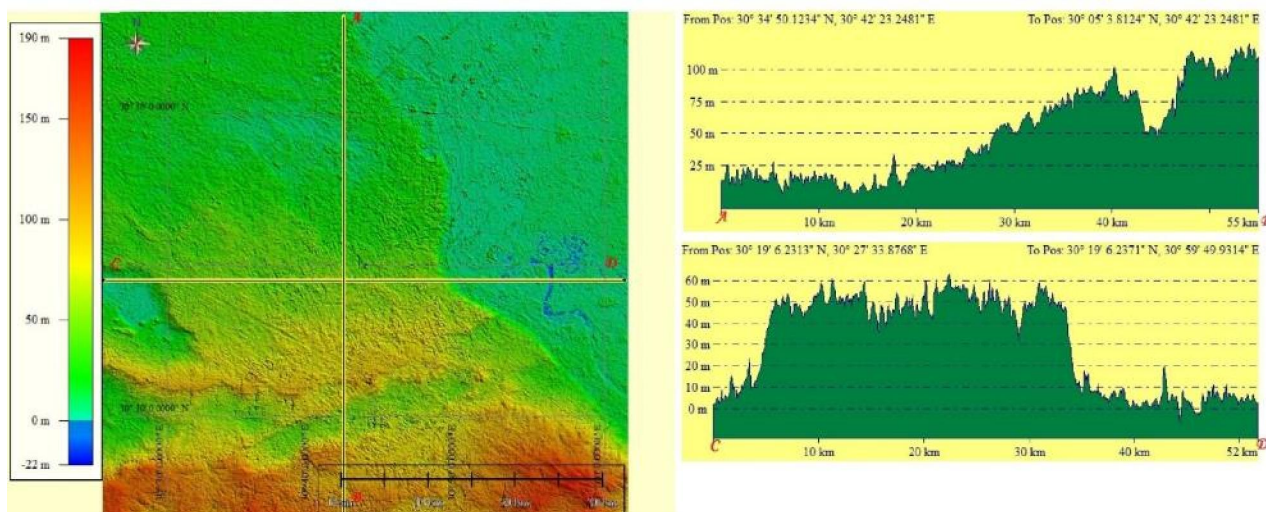 190 m
150 m
100 m
50 m
0 m
-22 m
N
A
C
D
B
From Pos: 30° 34' 50.1234" N, 30° 42' 23.2481" E
To Pos: 30° 05' 3.8124" N, 30° 42' 23.2481" E
100 m
75 m
50 m
25 m
A
10 km
20 km
30 km
40 km
55 km
From Pos: 30° 19' 6.2313" N, 30° 27' 33.8768" E
To Pos: 30° 19' 6.2371" N, 30° 59' 49.9314" E
60 m
50 m
40 m
30 m
20 m
10 m
0 m
C
10 km
20 km
30 km
40 km
52 km
D